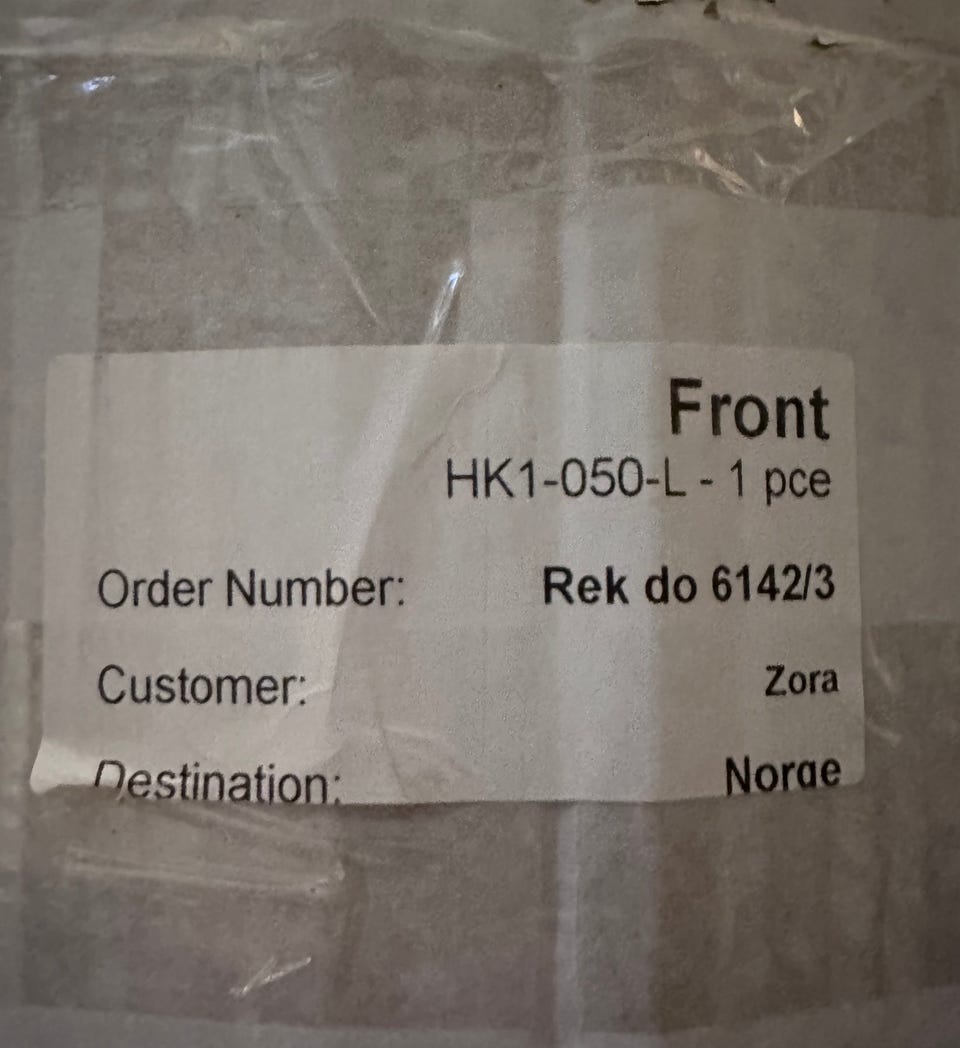 Front
HK1-050-L - 1 pce
Order Number: Rek do 6142/3
Customer: Zora
Destination: Norge